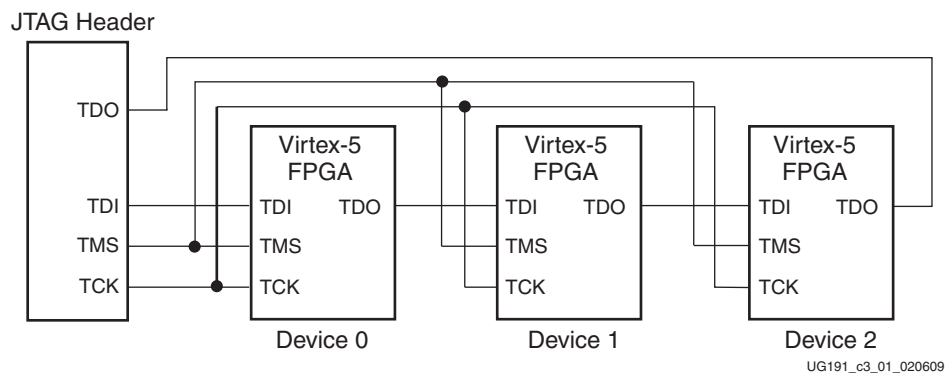 JTAG Header
TDO
TDI
TMS
TCK
Virtex-5
FPGA
TDI TDO
TMS
TCK
Device 0
Virtex-5
FPGA
TDI TDO
TMS
TCK
Device 1
Virtex-5
FPGA
TDI TDO
TMS
TCK
Device 2
UG191_c3_01_020609